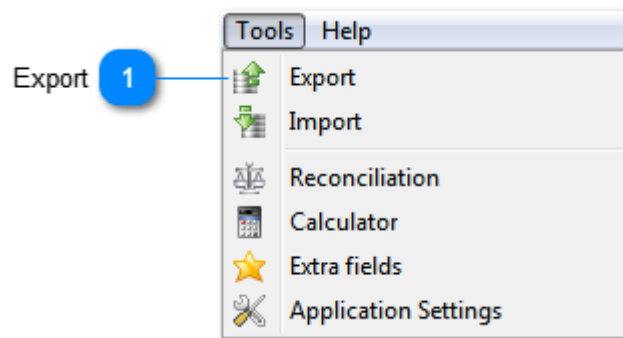 Tools Help
Export 1 Export
Import
Reconciliation
Calculator
Extra fields
Application Settings